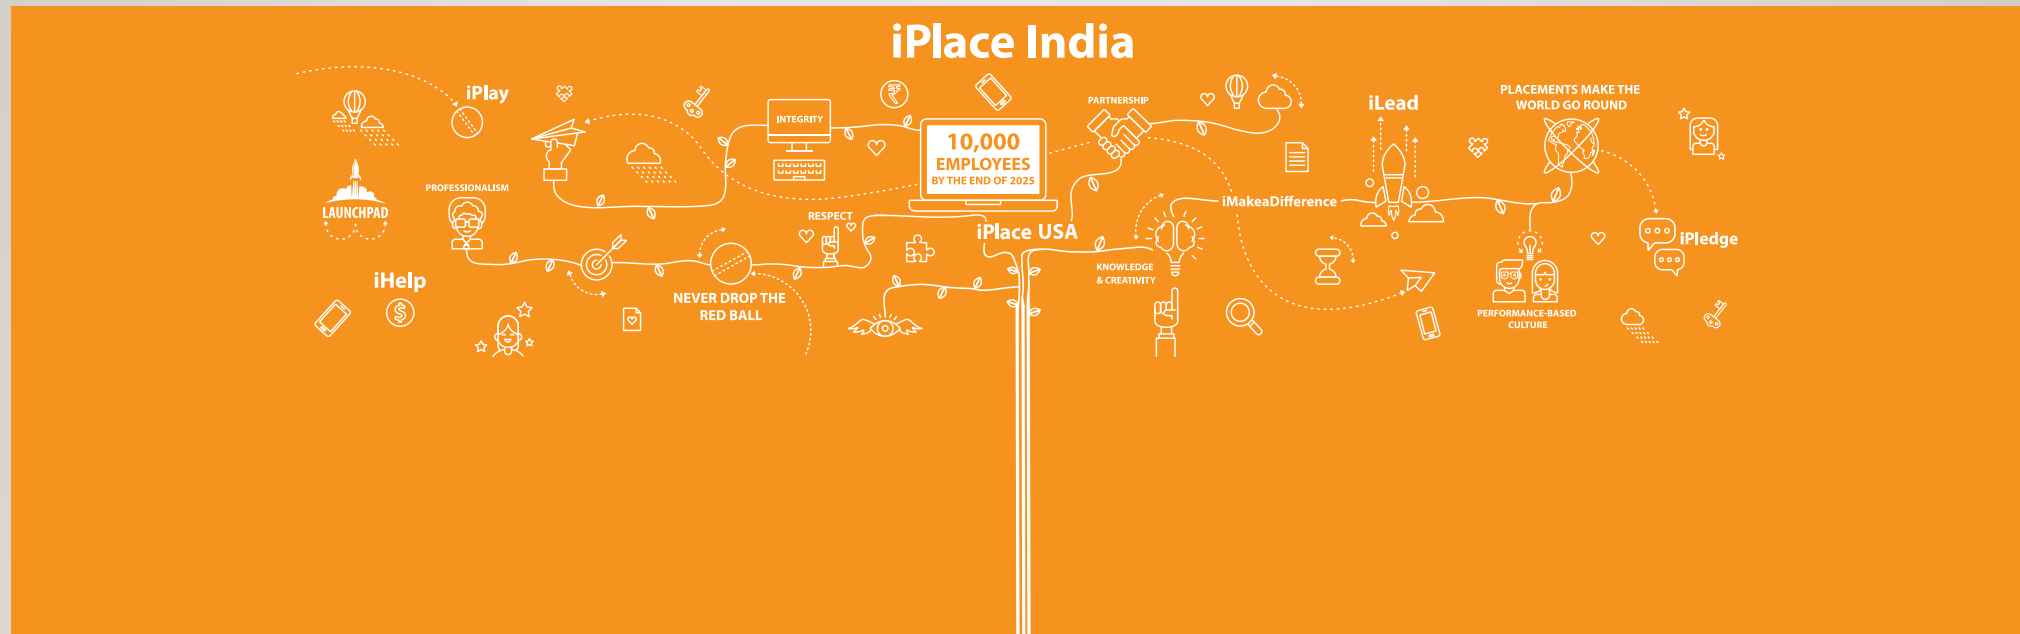 iPlace India
iPlay
INTEGRITY
₹
10,000
EMPLOYEES
BY THE END OF 2025
PARTNERSHIP
iLead
PLACEMENTS MAKE THE
WORLD GO ROUND
LAUNCHPAD
PROFESSIONALISM
RESPECT
iPlace USA
iMakeaDifference
iPledge
iHelp
$
NEVER DROP THE
RED BALL
KNOWLEDGE
& CREATIVITY
PERFORMANCE-BASED
CULTURE